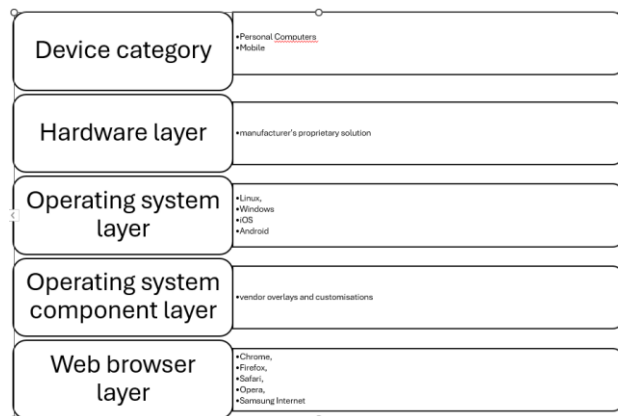 Device category
•Personal Computers
•Mobile
Hardware layer
•manufacturer's proprietary solution
Operating system
layer
•Linux,
•Windows
•iOS
•Android
Operating system
component layer
•vendor overlays and customisations
Web browser
layer
•Chrome,
•Firefox,
•Safari,
•Opera,
•Samsung Internet